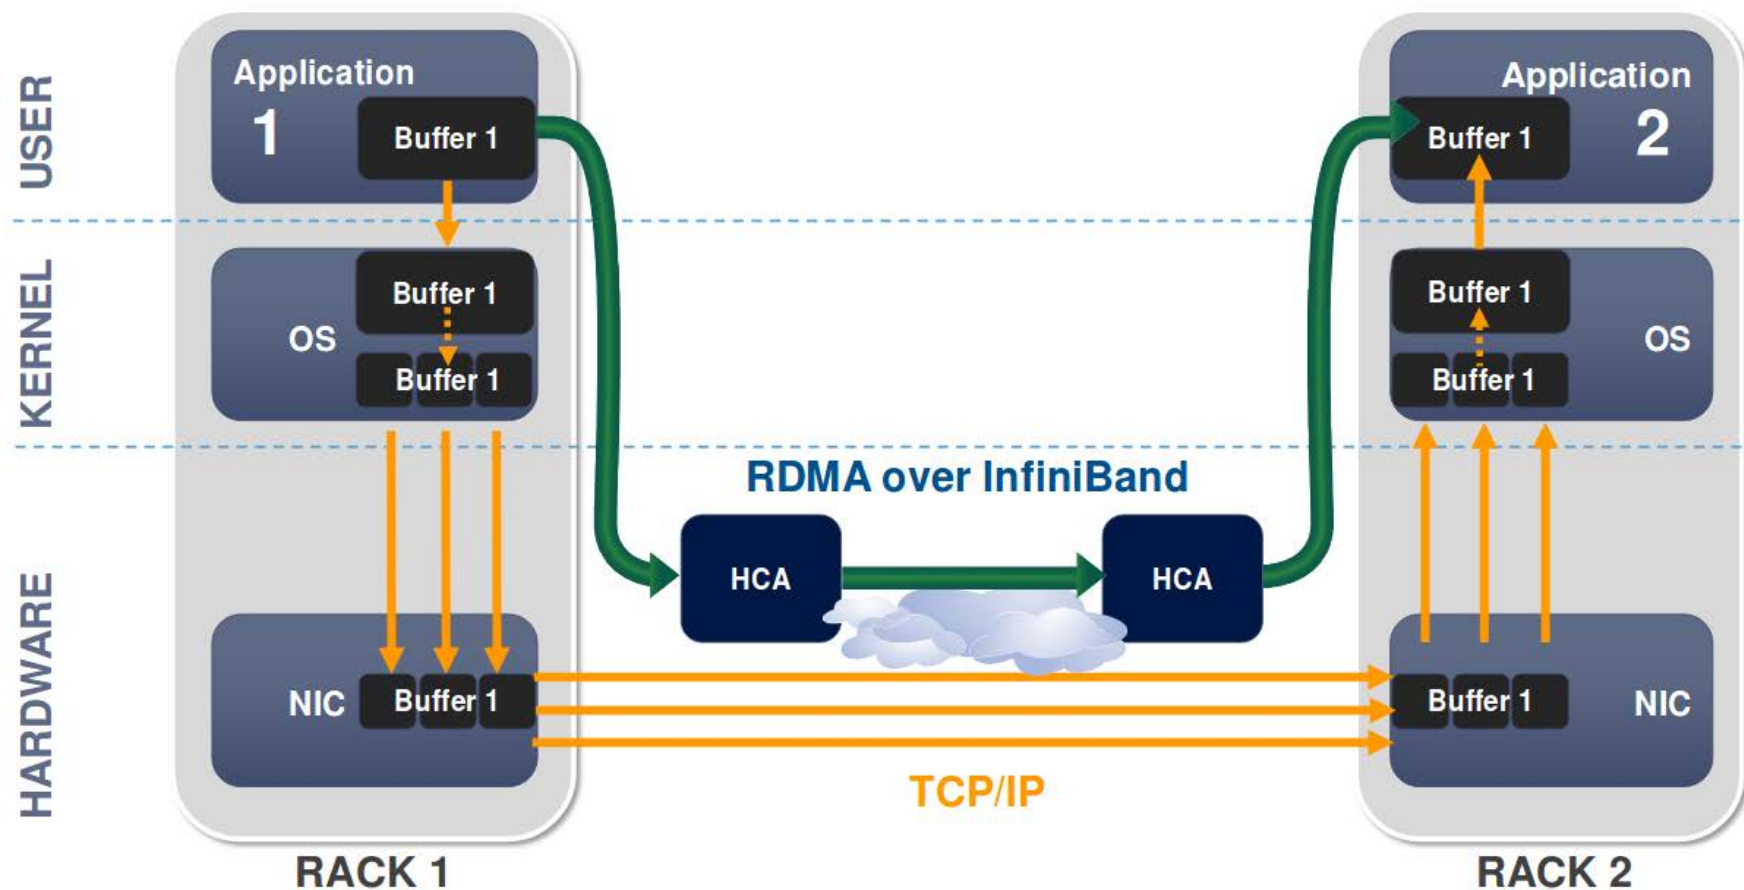 USER
Application
1
Buffer 1
Application
2
Buffer 1
KERNEL
OS
Buffer 1
Buffer 1
Buffer 1
Buffer 1
OS
RDMA over InfiniBand
HCA
HCA
HARDWARE
NIC
Buffer 1
Buffer 1
NIC
TCP/IP
RACK 1
RACK 2